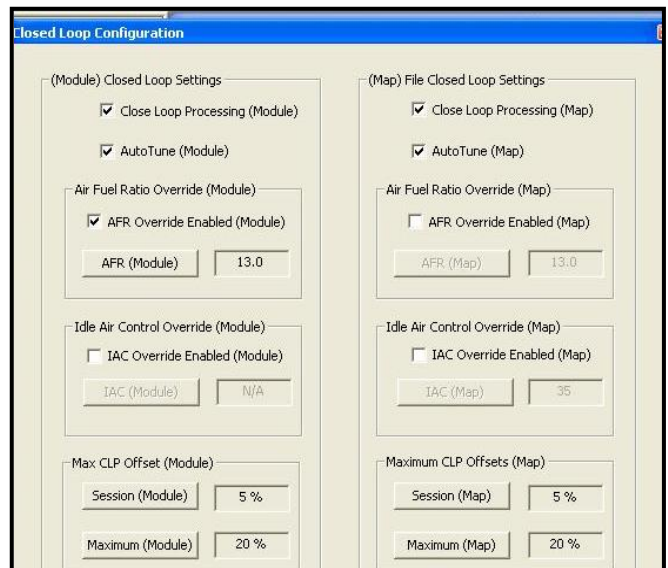 Closed Loop Configuration
(Module) Closed Loop Settings
Close Loop Processing (Module)
AutoTune (Module)
Air Fuel Ratio Override (Module)
AFR Override Enabled (Module)
AFR (Module) 13.0
Idle Air Control Override (Module)
IAC Override Enabled (Module)
IAC (Module) N/A
Max CLP Offset (Module)
Session (Module) 5 %
Maximum (Module) 20 %
(Map) File Closed Loop Settings
Close Loop Processing (Map)
AutoTune (Map)
Air Fuel Ratio Override (Map)
AFR Override Enabled (Map)
AFR (Map) 13.0
Idle Air Control Override (Map)
IAC Override Enabled (Map)
IAC (Map) 35
Maximum CLP Offsets (Map)
Session (Map) 5 %
Maximum (Map) 20 %